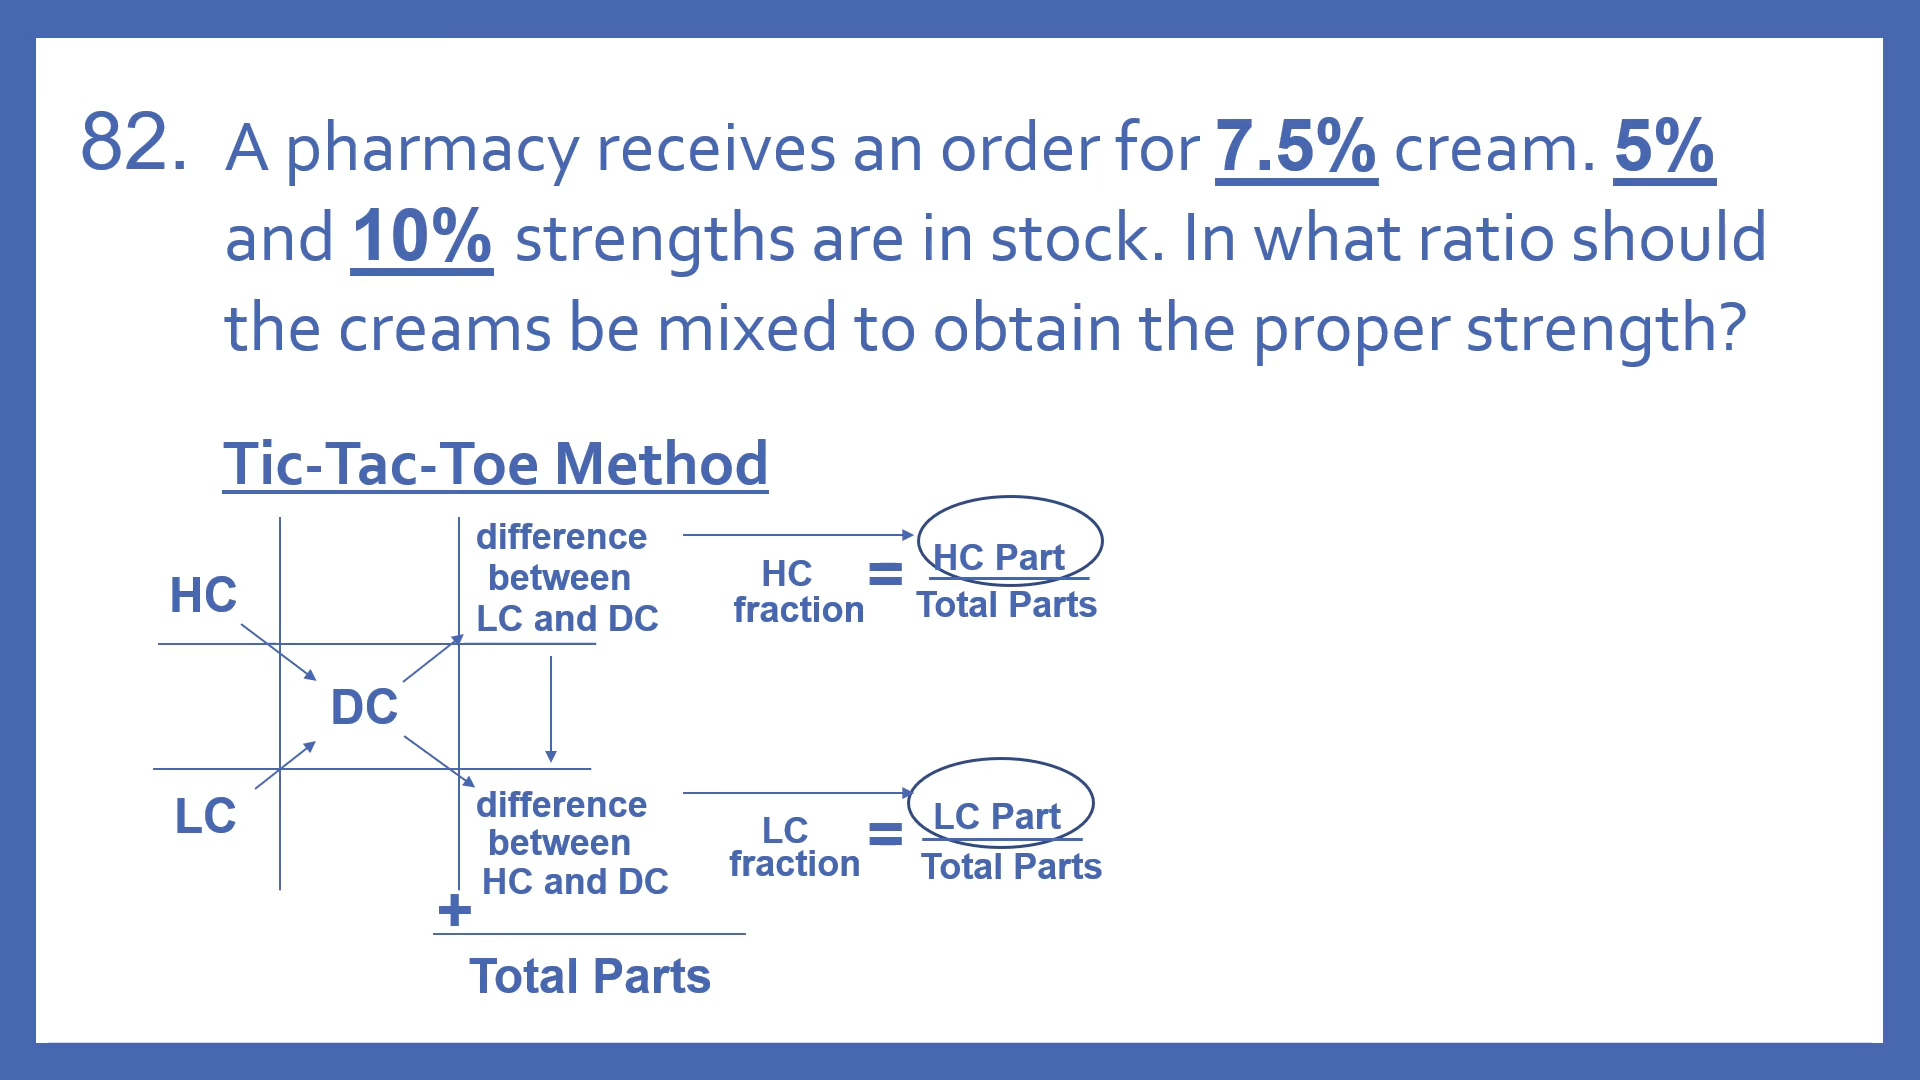 82. A pharmacy receives an order for 7.5% cream. 5%
and 10% strengths are in stock. In what ratio should
the creams be mixed to obtain the proper strength?
Tic-Tac-Toe Method
HC
DC
LC
difference
between
LC and DC
HC
fraction
=
HC Part
Total Parts
difference
between
HC and DC
LC
fraction
=
LC Part
Total Parts
+
Total Parts